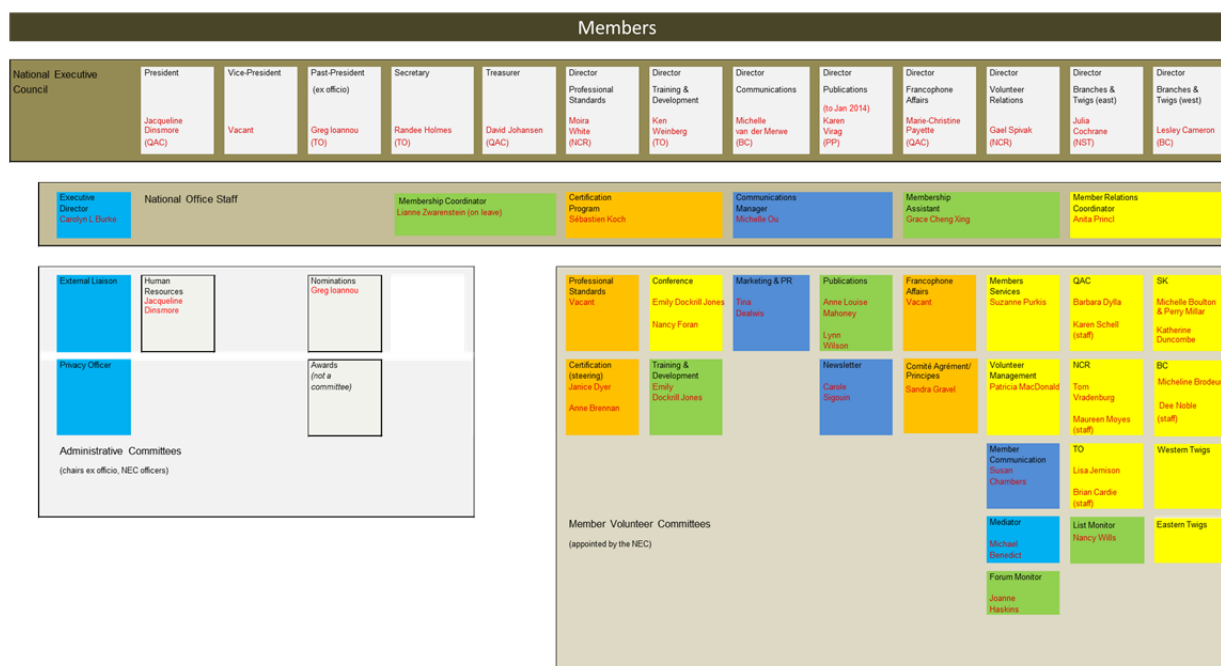 Members
National Executive
Council
President
Jacqueline
Dinsmore
(QAC)
Vice-President
Vacant
Past-President
(ex officio)
Greg Ioannou
(TO)
Secretary
Randee Holmes
(TO)
Treasurer
David Johansen
(QAC)
Director
Professional
Standards
Moira
White
(NCR)
Director
Training &
Development
Ken
Weinberg
(TO)
Director
Communications
Michelle
van der Merwe
(BC)
Director
Publications
(to Jan 2014)
Karen
Virag
(PP)
Director
Francophone
Affairs
Marie-Christine
Payette
(QAC)
Director
Volunteer
Relations
Gael Spivak
(NCR)
Director
Branches &
Twigs (east)
Julia
Cochrane
(NST)
Director
Branches &
Twigs (west)
Lesley Cameron
(BC)
Executive
Director
Carolyn L Burke
National Office Staff
Membership Coordinator
Lianne Zwarenstein (on leave)
Certification
Program
Sébastien Koch
Communications
Manager
Michelle Ou
Membership
Assistant
Grace Cheng Xing
Member Relations
Coordinator
Anita Princl
External Liaison
Human
Resources
Jacqueline
Dinsmore
Nominations
Greg Ioannou
Privacy Officer
Awards
(not a
committee)
Administrative Committees
(chairs ex officio, NEC officers)
Professional
Standards
Vacant
Conference
Emily Dockrill Jones
Nancy Foran
Marketing & PR
Tina
Dealwis
Publications
Anne Louise
Mahoney
Lynn
Wilson
Francophone
Affairs
Vacant
Members
Services
Suzanne Purkis
QAC
Barbara Dylla
Karen Schell
(staff)
SK
Michelle Boulton
& Perry Millar
Katherine
Duncombe
Certification
(steering)
Janice Dyer
Anne Brennan
Training &
Development
Emily
Dockrill Jones
Newsletter
Carole
Sigouin
Comité Agrément/
Principes
Sandra Gravel
Volunteer
Management
Patricia MacDonald
NCR
Tom
Vradenburg
Maureen Moyes
(staff)
BC
Micheline Brodeur
Dee Noble
(staff)
Member
Communication
Susan
Chambers
TO
Lisa Jemison
Brian Cardie
(staff)
Western Twigs
Member Volunteer Committees
(appointed by the NEC)
Mediator
Michael
Benedict
List Monitor
Nancy Wills
Eastern Twigs
Forum Monitor
Joanne
Haskins